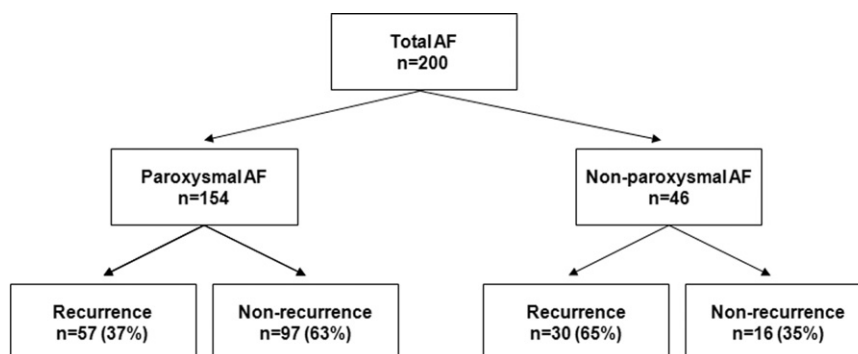 Total AF
n=200
Paroxysmal AF
n=154
Non-paroxysmal AF
n=46
Recurrence
n=57 (37%)
Non-recurrence
n=97 (63%)
Recurrence
n=30 (65%)
Non-recurrence
n=16 (35%)